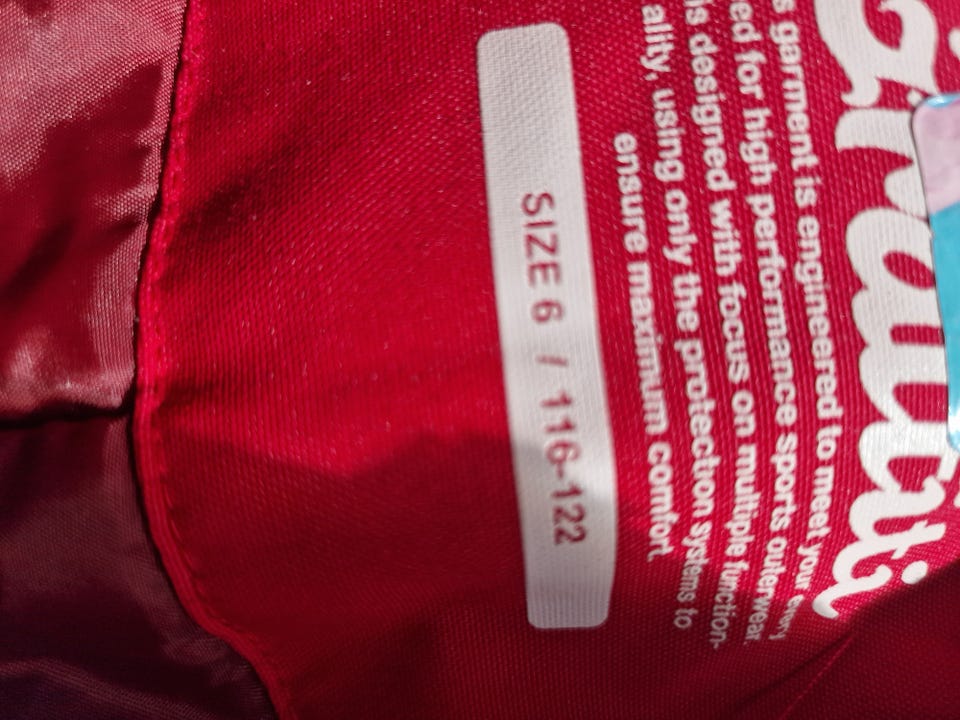 s garment is engineered to meet your every
ed for high performance sports outerwear.
is designed with focus on multiple function-
ality, using only the protection systems to
ensure maximum comfort.
SIZE 6 / 116-122